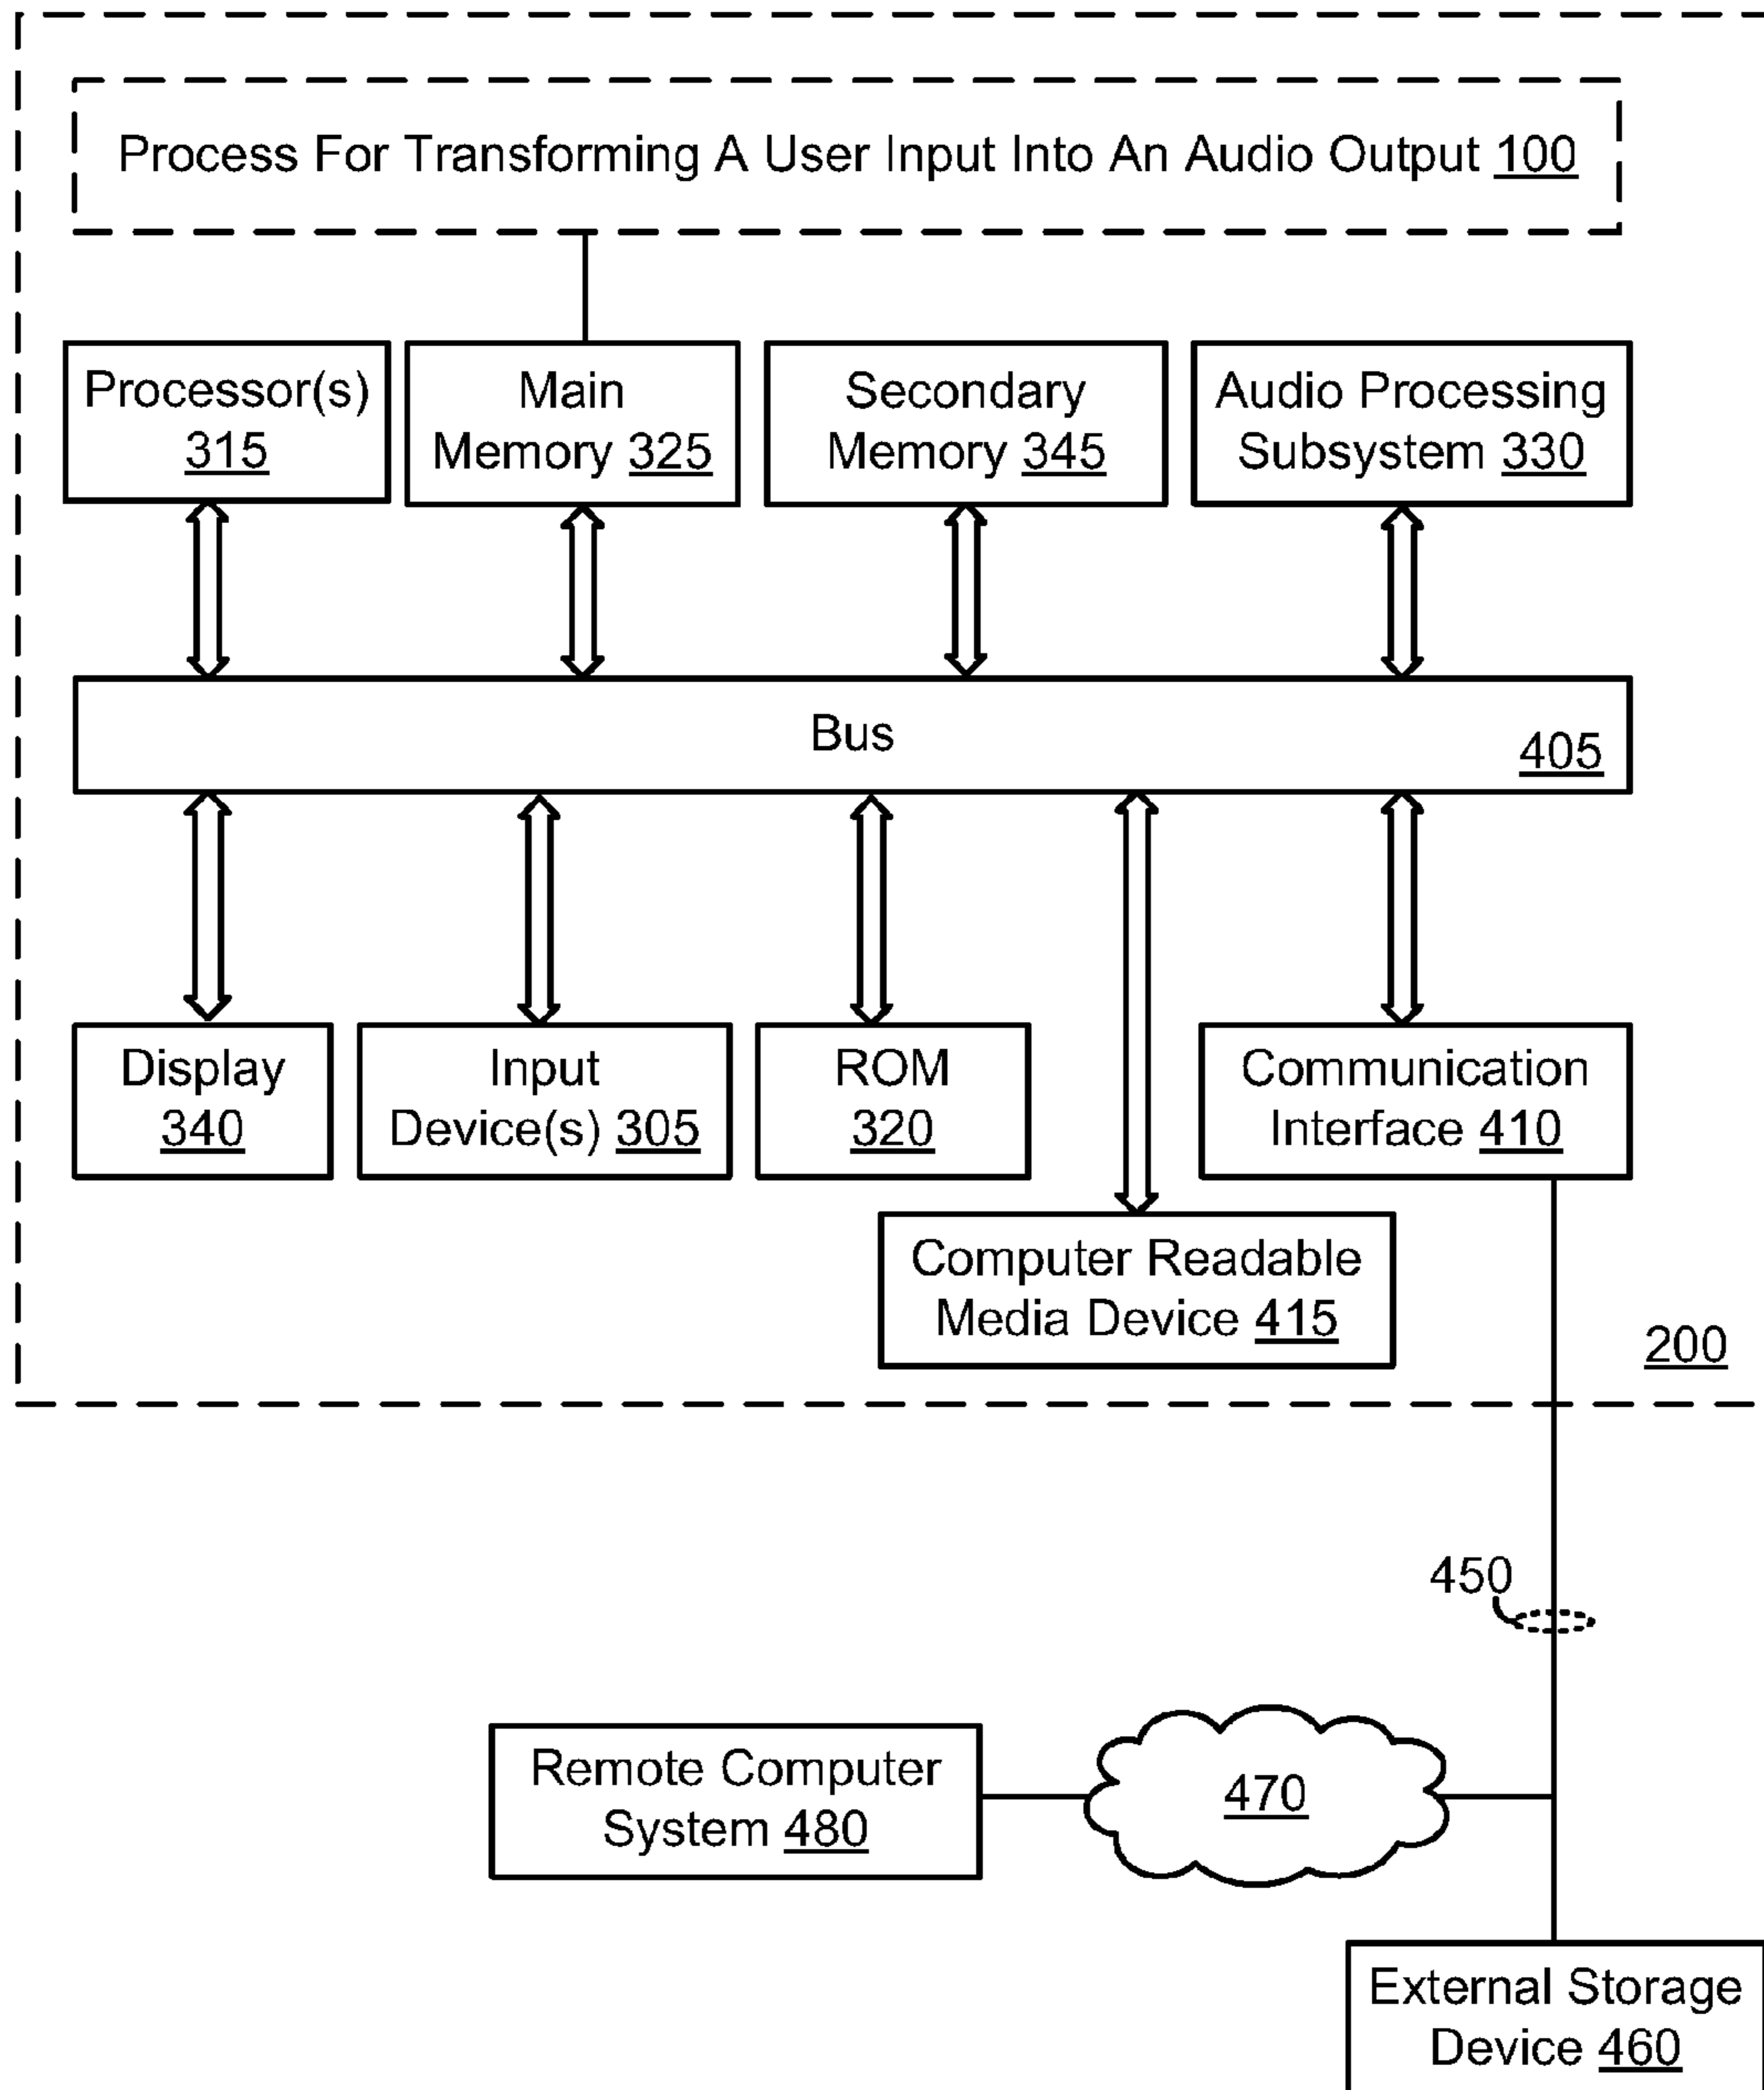 Process For Transforming A User Input Into An Audio Output 100
Processor(s)
315
Main
Memory 325
Secondary
Memory 345
Audio Processing
Subsystem 330
Bus
405
Display
340
Input
Device(s) 305
ROM
320
Communication
Interface 410
Computer Readable
Media Device 415
200
450
Remote Computer
System 480
470
External Storage
Device 460